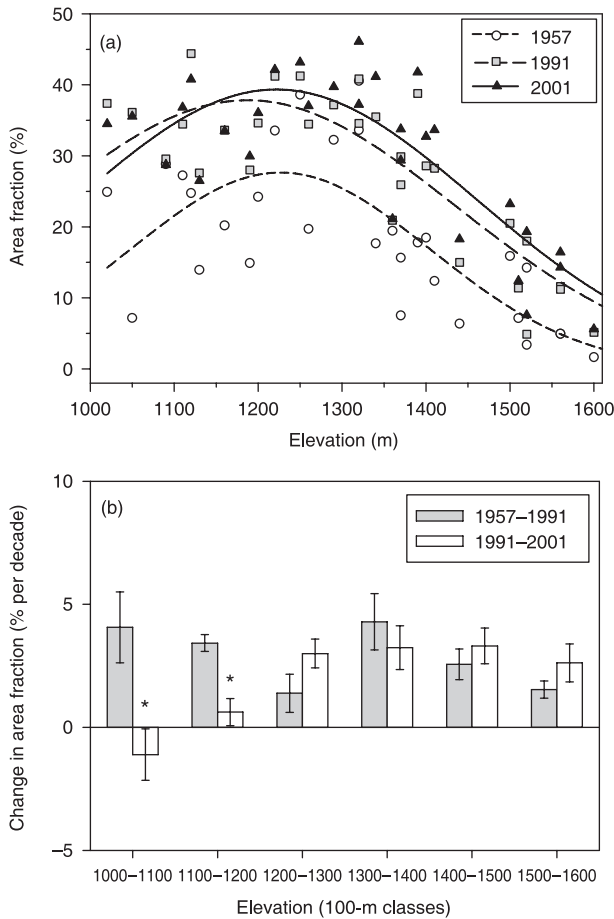 (a)
1957
1991
2001
50
40
30
20
10
0
Area fraction (%)
1000 1100 1200 1300 1400 1500 1600
Elevation (m)
(b)
1957–1991
1991–2001
10
5
0
−5
Change in area fraction (% per decade)
*
*
1000–1100 1100–1200 1200–1300 1300–1400 1400–1500 1500–1600
Elevation (100-m classes)